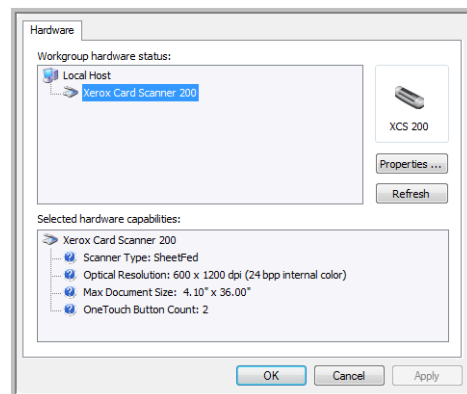 Hardware
Workgroup hardware status:
Local Host
Xerox Card Scanner 200
XCS 200
Properties ...
Refresh
Selected hardware capabilities:
Xerox Card Scanner 200
Scanner Type: SheetFed
Optical Resolution: 600 x 1200 dpi (24 bpp internal color)
Max Document Size: 4.10" x 36.00"
OneTouch Button Count: 2
OK Cancel Apply